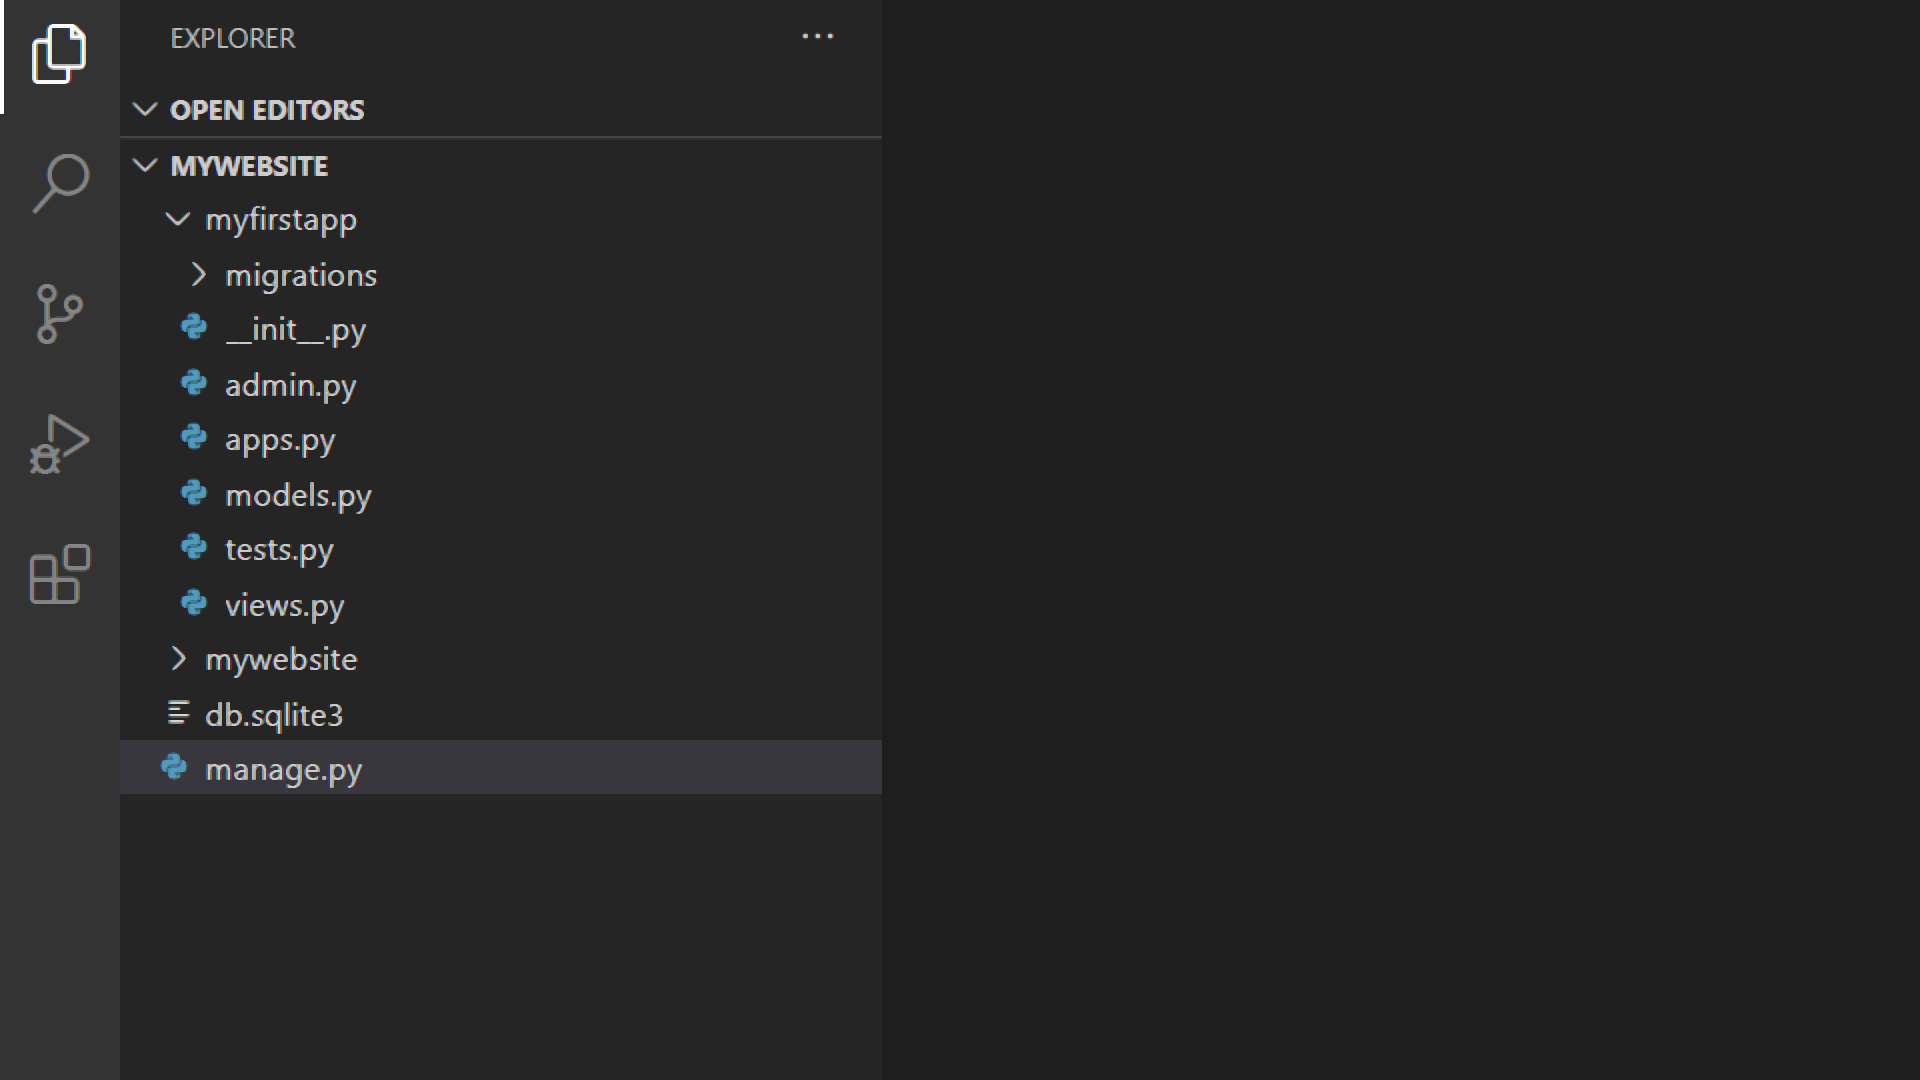 EXPLORER
OPEN EDITORS
MYWEBSITE
myfirstapp
migrations
__init__.py
admin.py
apps.py
models.py
tests.py
views.py
mywebsite
db.sqlite3
manage.py